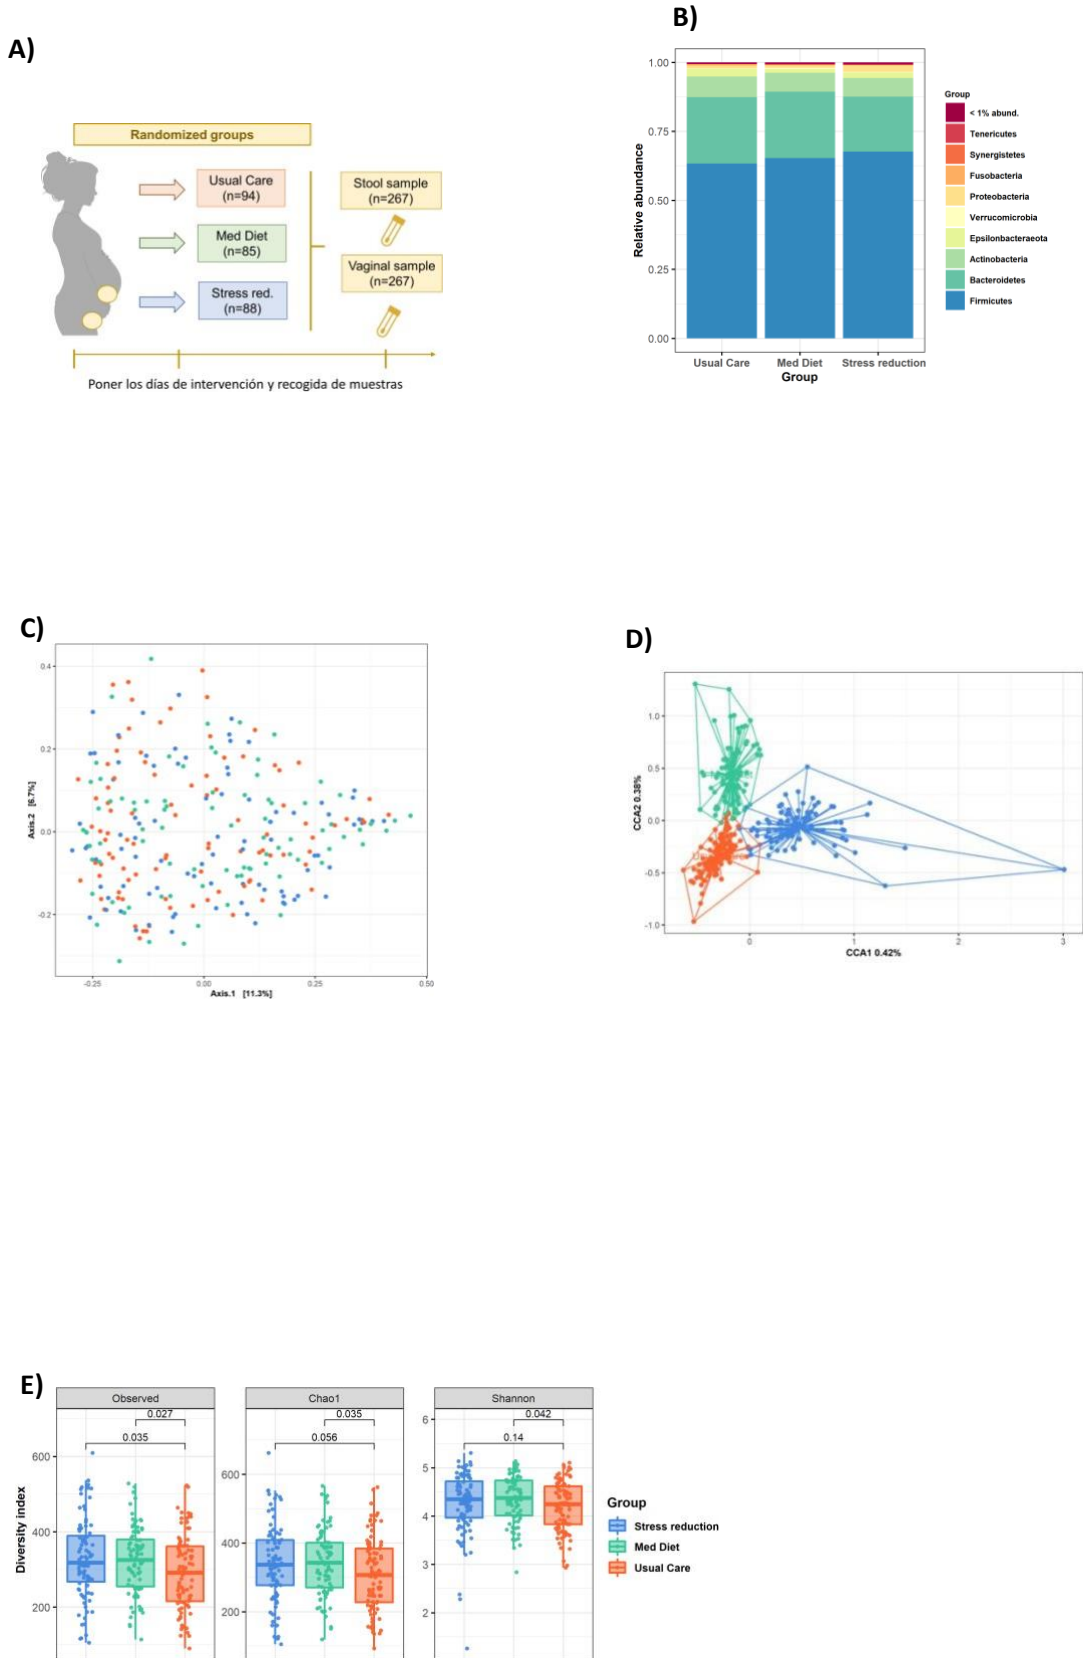 A)
Randomized groups
Usual Care
(n=94)
Med Diet
(n=85)
Stress red.
(n=88)
Stool sample
(n=267)
Vaginal sample
(n=267)
Poner los días de intervención y recogida de muestras
B)
Relative abundance
1.00
0.75
0.50
0.25
0.00
Usual Care
Med Diet
Stress reduction
Group
Group
< 1% abund.
Tenericutes
Synergistetes
Fusobacteria
Proteobacteria
Verrucomicrobia
Epsilonbacteraeota
Actinobacteria
Bacteroidetes
Firmicutes
C)
Axis.2 [6.7%]
0.4
0.2
0.0
-0.2
-0.25
0.00
0.25
0.50
Axis.1 [11.3%]
D)
CCA2 0.38%
1.0
0.5
0.0
-0.5
-1.0
0
1
2
3
CCA1 0.42%
E)
Diversity index
Observed
0.027
0.035
600
400
200
Chao1
0.035
0.056
600
400
200
Shannon
0.042
0.14
6
5
4
3
2
Group
Stress reduction
Med Diet
Usual Care